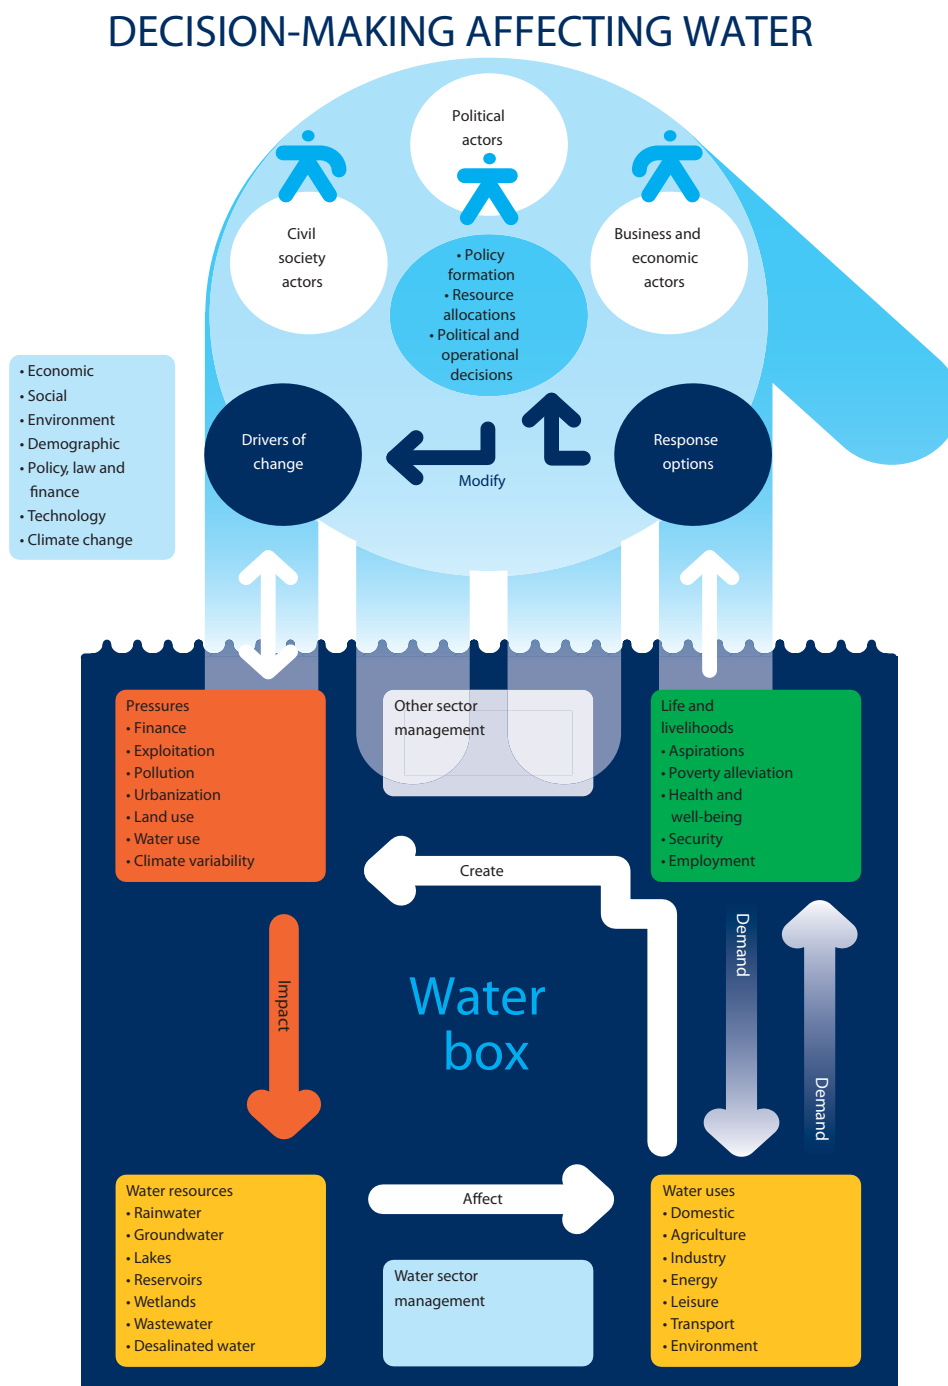 DECISION-MAKING AFFECTING WATER
Political
actors
Civil
society
actors
Business and
economic
actors
• Policy
formation
• Resource
allocations
• Political and
operational
decisions
• Economic
• Social
• Environment
• Demographic
• Policy, law and
finance
• Technology
• Climate change
Drivers of
change
Modify
Response
options
Pressures
• Finance
• Exploitation
• Pollution
• Urbanization
• Land use
• Water use
• Climate variability
Other sector
management
Life and
livelihoods
• Aspirations
• Poverty alleviation
• Health and
well-being
• Security
• Employment
Create
Impact
Water
box
Demand
Demand
Water resources
• Rainwater
• Groundwater
• Lakes
• Reservoirs
• Wetlands
• Wastewater
• Desalinated water
Affect
Water sector
management
Water uses
• Domestic
• Agriculture
• Industry
• Energy
• Leisure
• Transport
• Environment